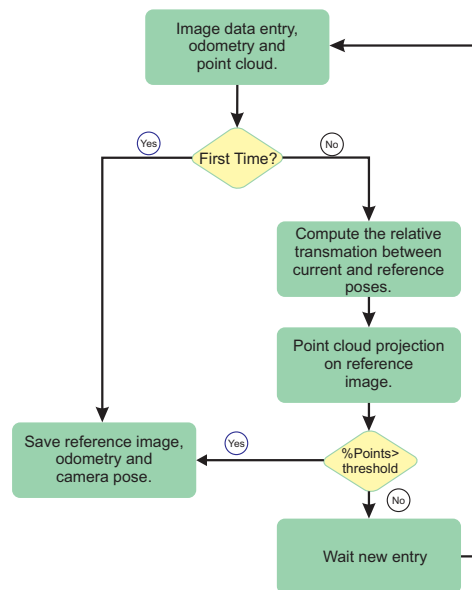 Image data entry,
odometry and
point cloud.
Yes
First Time?
No
Compute the relative
transmation between
current and reference
poses.
Point cloud projection
on reference
image.
Save reference image,
odometry and
camera pose.
Yes
%Points>
threshold
No
Wait new entry